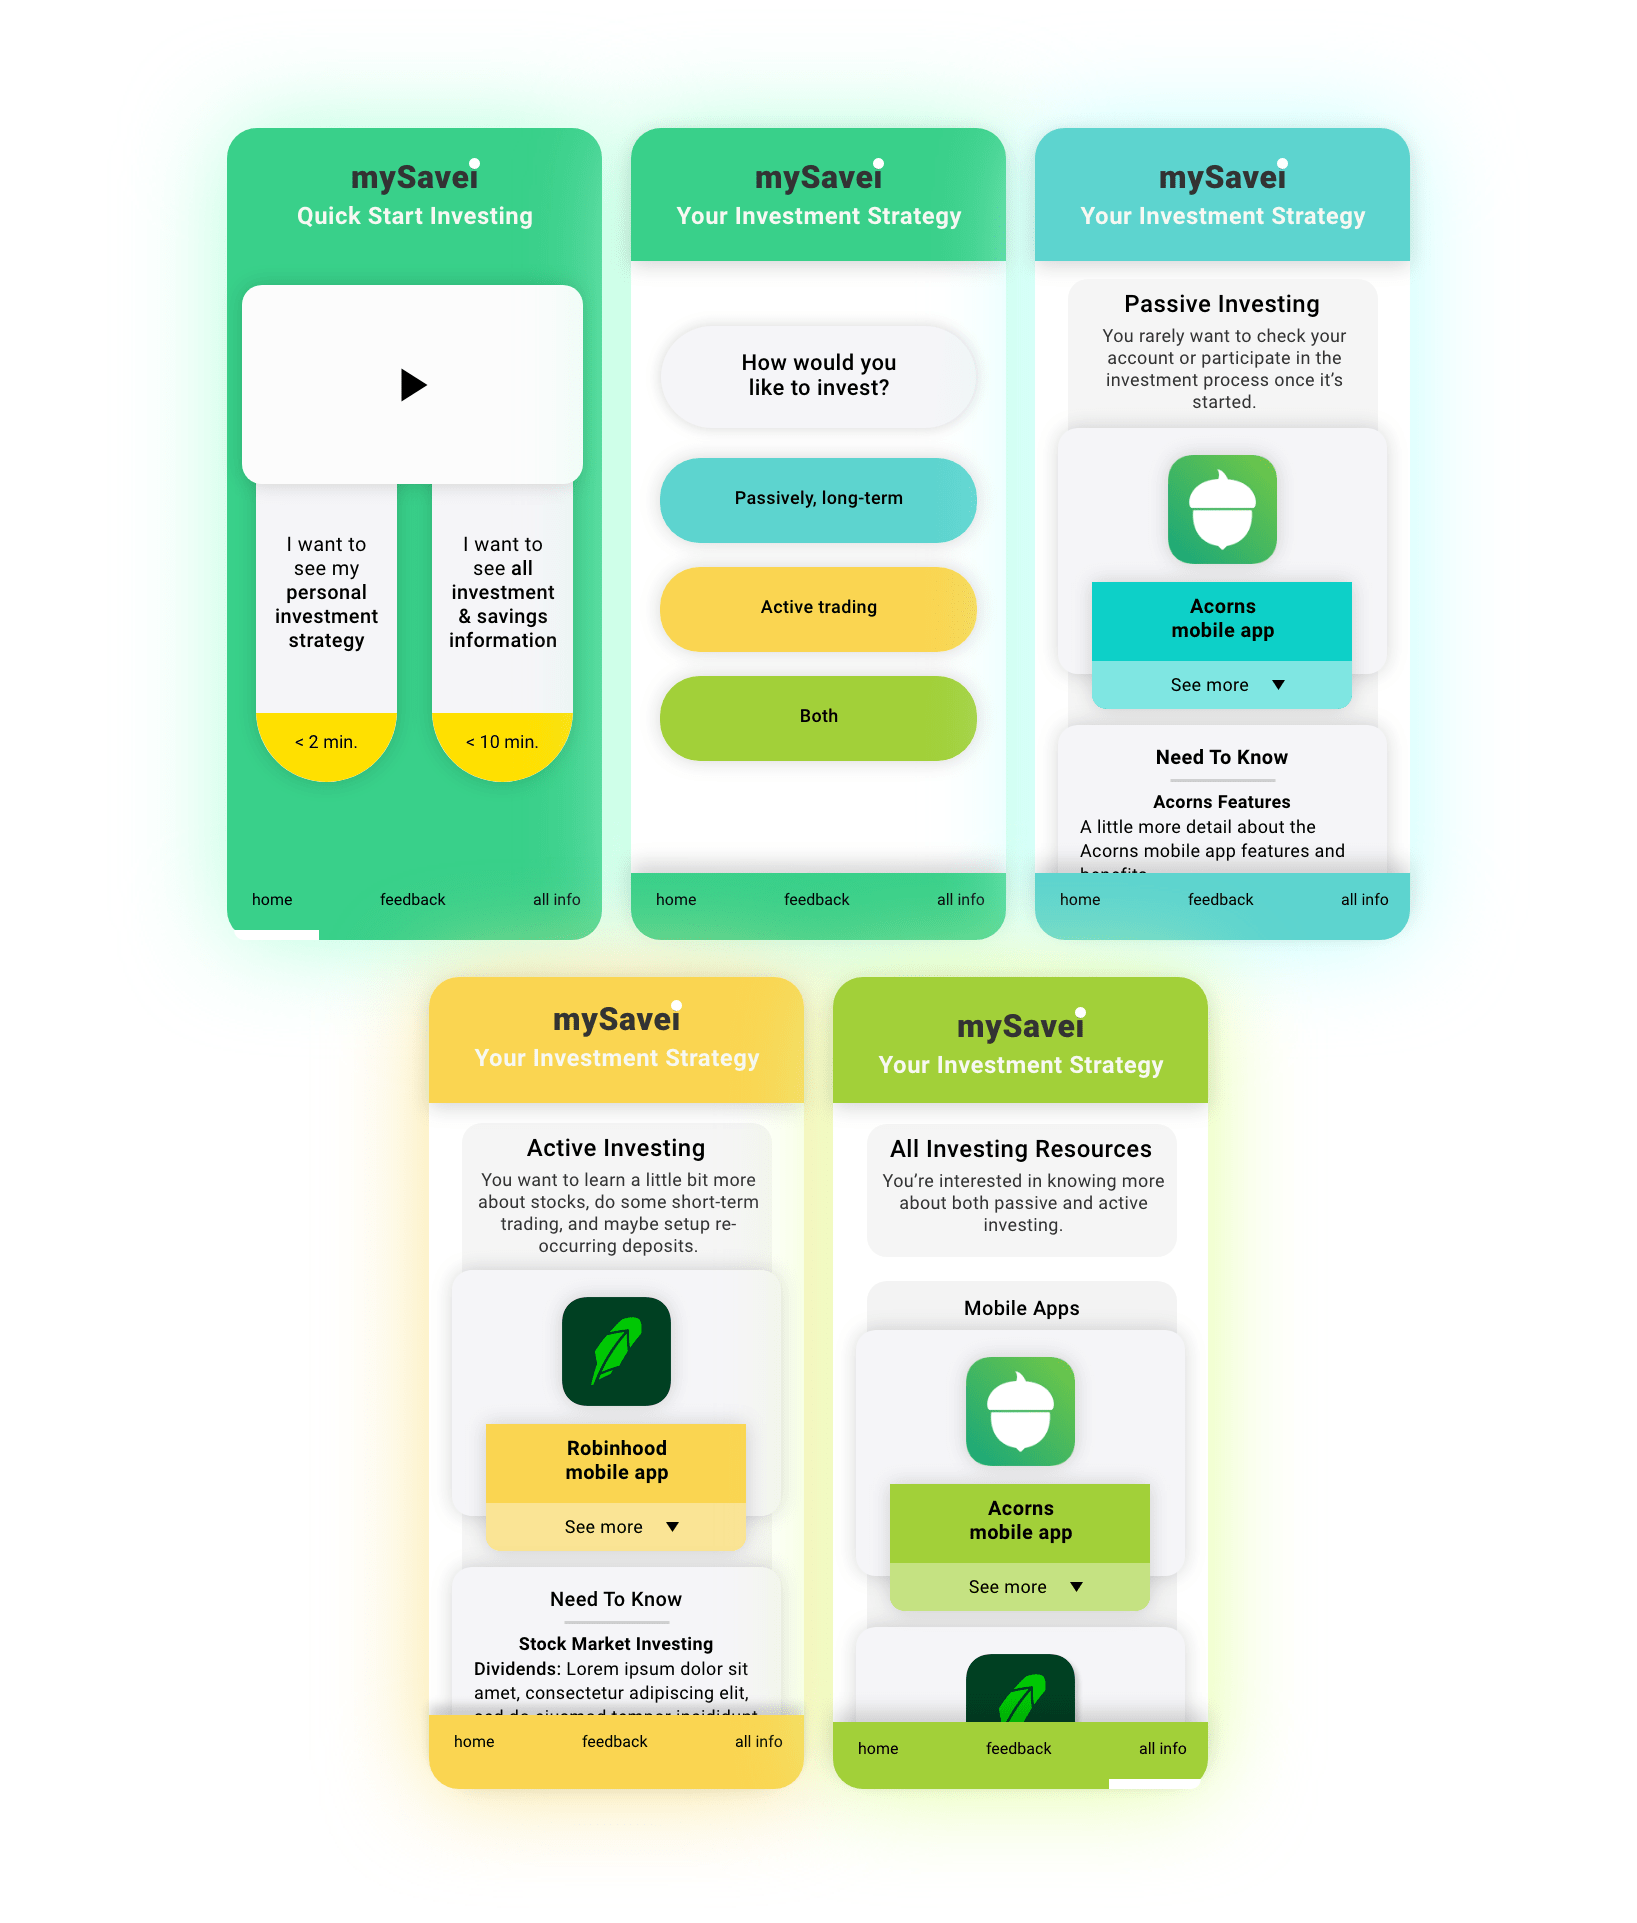 mySavei
Quick Start Investing
I want to
see my
personal
investment
strategy
< 2 min.
I want to
see all
investment
& savings
information
< 10 min.
home feedback all info
mySavei
Your Investment Strategy
How would you
like to invest?
Passively, long-term
Active trading
Both
home feedback all info
mySavei
Your Investment Strategy
Passive Investing
You rarely want to check your
account or participate in the
investment process once it’s
started.
Acorns
mobile app
See more
Need To Know
Acorns Features
A little more detail about the
Acorns mobile app features and
benefits
home feedback all info
mySavei
Your Investment Strategy
Active Investing
You want to learn a little bit more
about stocks, do some short-term
trading, and maybe setup re-
occurring deposits.
Robinhood
mobile app
See more
Need To Know
Stock Market Investing
Dividends: Lorem ipsum dolor sit
amet, consectetur adipiscing elit,
sed do eiusmod tempor incididunt
home feedback all info
mySavei
Your Investment Strategy
All Investing Resources
You’re interested in knowing more
about both passive and active
investing.
Mobile Apps
Acorns
mobile app
See more
home feedback all info